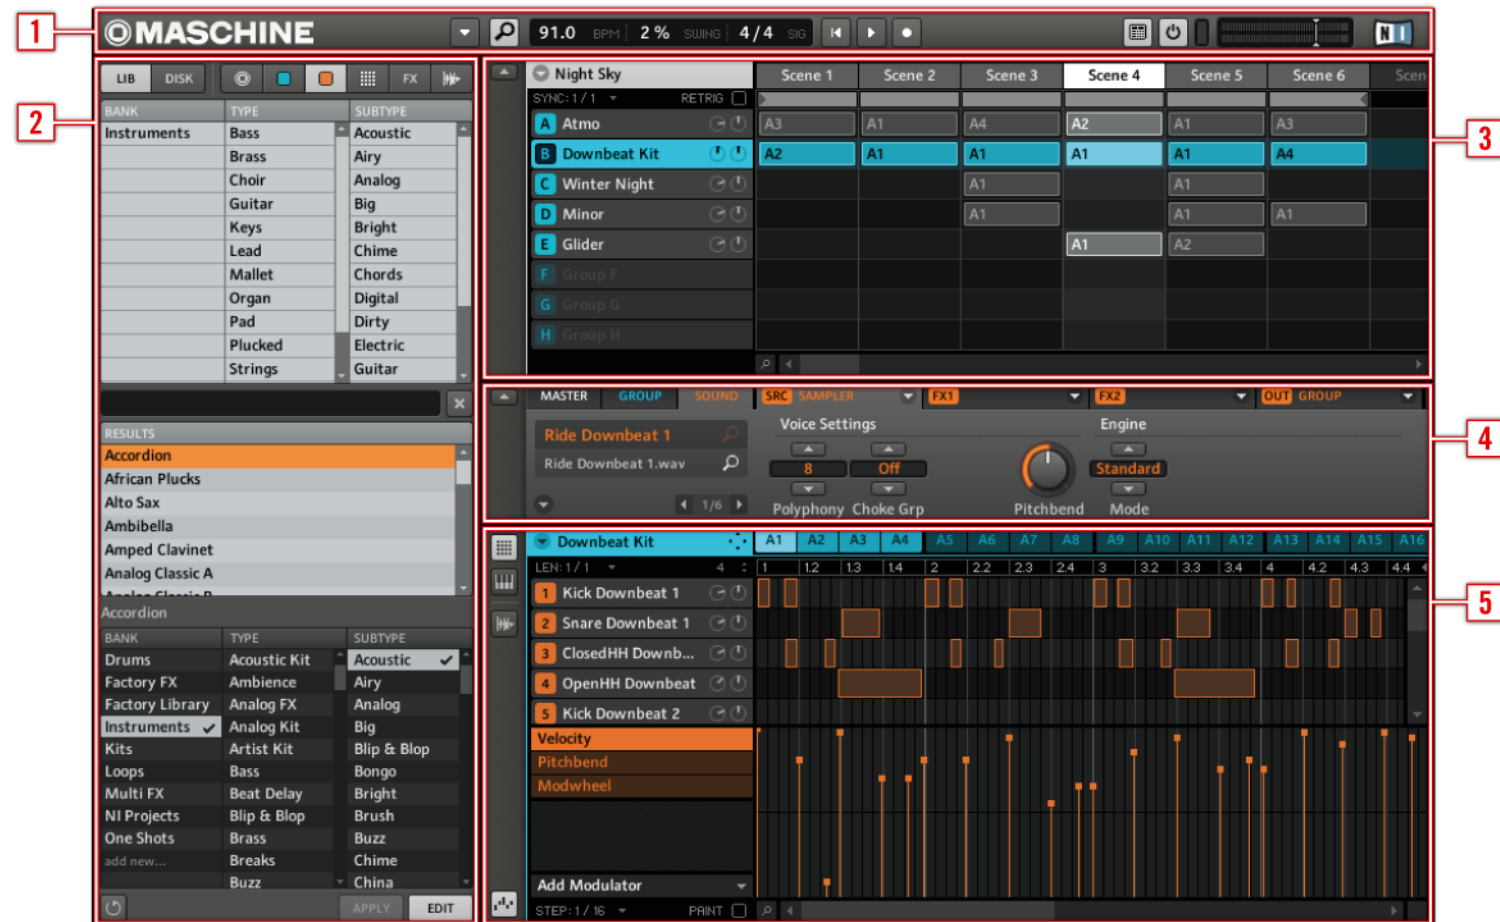 1
MASCHINE
91.0 BPM 2 % SWING 4/4 SIG
NI
2
LIB DISK FX
BANK TYPE SUBTYPE
Instruments Bass Acoustic
Brass Airy
Choir Analog
Guitar Big
Keys Bright
Lead Chime
Mallet Chords
Organ Digital
Pad Dirty
Plucked Electric
Strings Guitar
RESULTS
Accordion
African Plucks
Alto Sax
Ambibella
Amped Clavinet
Analog Classic A
Accordion
BANK TYPE SUBTYPE
Drums Acoustic Kit Acoustic
Factory FX Ambience Airy
Factory Library Analog FX Analog
Instruments Analog Kit Big
Kits Artist Kit Blip & Blop
Loops Bass Bongo
Multi FX Beat Delay Bright
NI Projects Blip & Blop Brush
One Shots Brass Buzz
add new... Breaks Chime
Buzz China
APPLY EDIT
3
Night Sky Scene 1 Scene 2 Scene 3 Scene 4 Scene 5 Scene 6 Scen
SYNC: 1 / 1 RETRIG
A Atmo A3 A1 A4 A2 A1 A3
B Downbeat Kit A2 A1 A1 A1 A1 A4
C Winter Night A1 A1
D Minor A1 A1 A1
E Glider A1 A2
F Group F
G Group G
H Group H
4
MASTER GROUP SOUND SRC SAMPLER FX1 FX2 OUT GROUP
Voice Settings Engine
Ride Downbeat 1
Ride Downbeat 1.wav
8 Off Standard
1/6
Polyphony Choke Grp Pitchbend Mode
5
Downbeat Kit A1 A2 A3 A4 A5 A6 A7 A8 A9 A10 A11 A12 A13 A14 A15 A16
LEN: 1 / 1 4 1 1.2 1.3 1.4 2 2.2 2.3 2.4 3 3.2 3.3 3.4 4 4.2 4.3 4.4
1 Kick Downbeat 1
2 Snare Downbeat 1
3 ClosedHH Downb...
4 OpenHH Downbeat
5 Kick Downbeat 2
Velocity
Pitchbend
Modwheel
Add Modulator
STEP: 1 / 16 PAINT